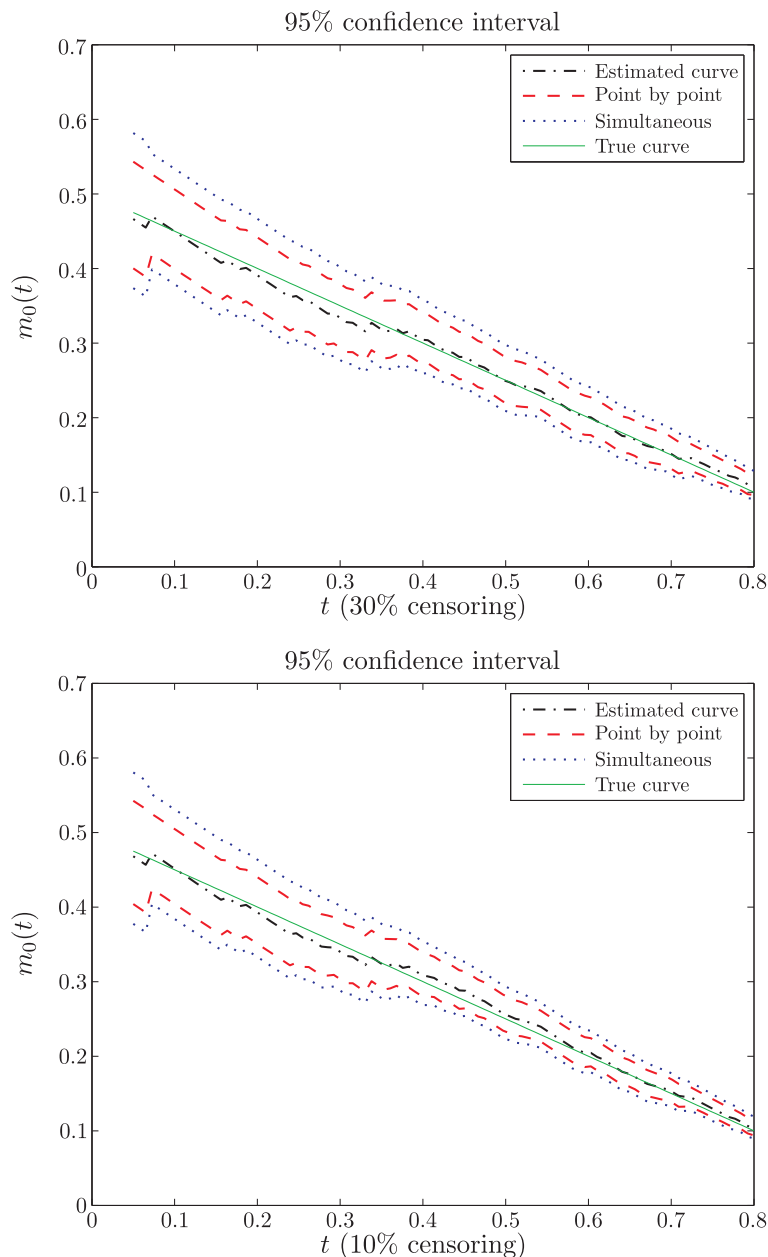 95% confidence interval
0.7
0.6
0.5
0.4
0.3
0.2
0.1
0
m₀(t)
Estimated curve
Point by point
Simultaneous
True curve
0 0.1 0.2 0.3 0.4 0.5 0.6 0.7 0.8
t (30% censoring)
95% confidence interval
0.7
0.6
0.5
0.4
0.3
0.2
0.1
0
m₀(t)
Estimated curve
Point by point
Simultaneous
True curve
0 0.1 0.2 0.3 0.4 0.5 0.6 0.7 0.8
t (10% censoring)